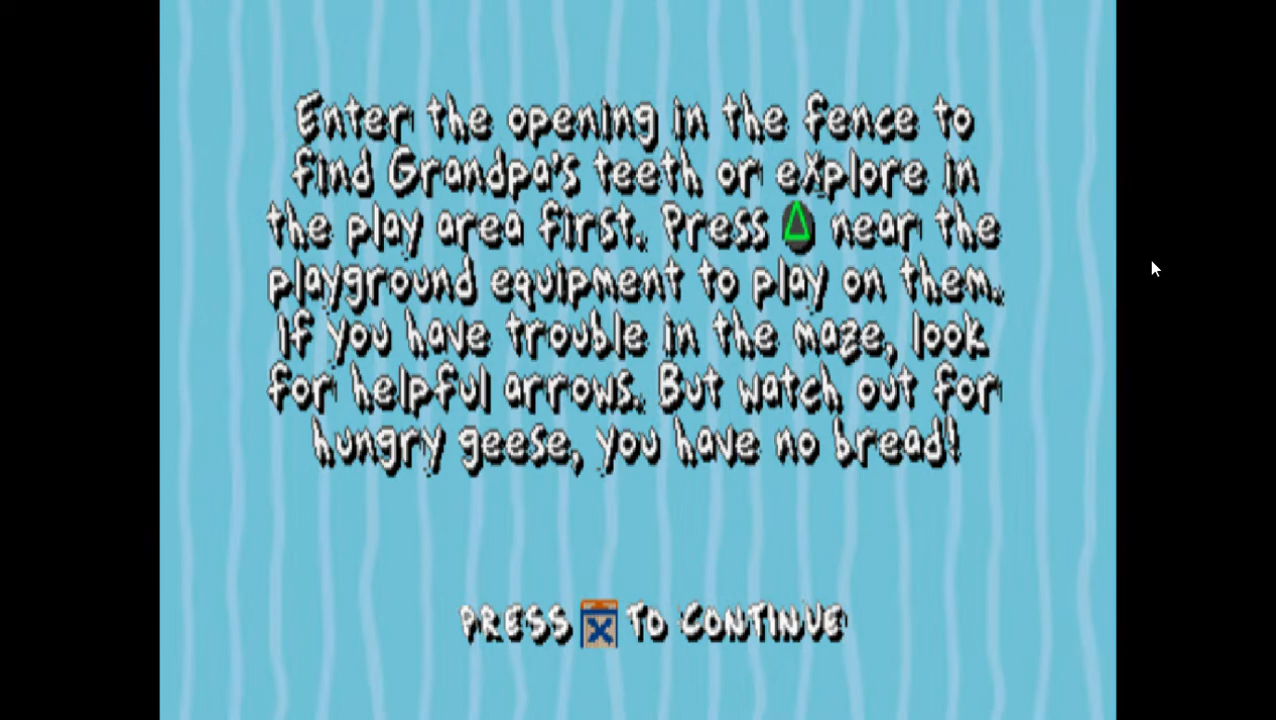 Enter the opening in the fence to
find Grandpa's teeth or explore in
the play area first. Press △ near the
playground equipment to play on them.
If you have trouble in the maze, look
for helpful arrows. But watch out for
hungry geese, you have no bread!
PRESS X TO CONTINUE